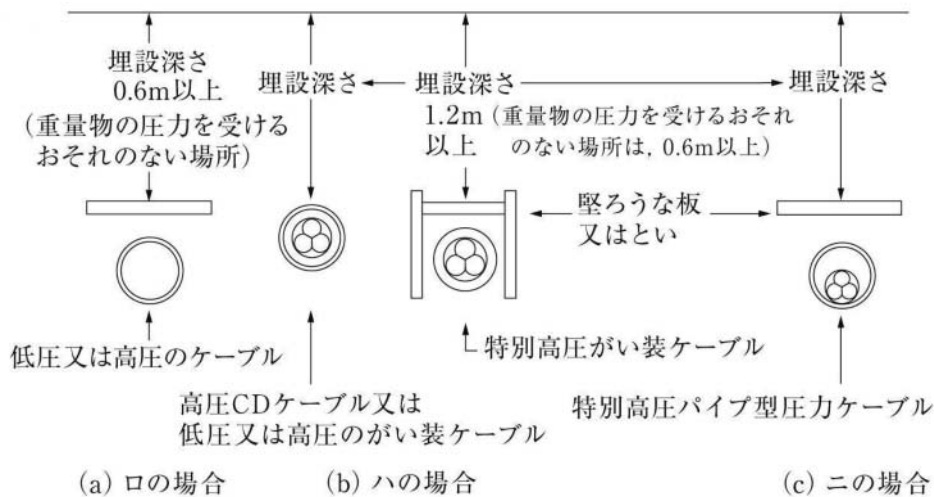 埋設深さ
0.6m以上
(重量物の圧力を受ける
おそれのない場所)
埋設深さ
埋設深さ
1.2m
以上
(重量物の圧力を受けるおそれ
のない場所は, 0.6m以上)
埋設深さ
堅ろうな板
又はとい
低圧又は高圧のケーブル
高圧CDケーブル又は
低圧又は高圧のがい装ケーブル
特別高圧がい装ケーブル
特別高圧パイプ型圧力ケーブル
(a) ロの場合
(b) ハの場合
(c) ニの場合